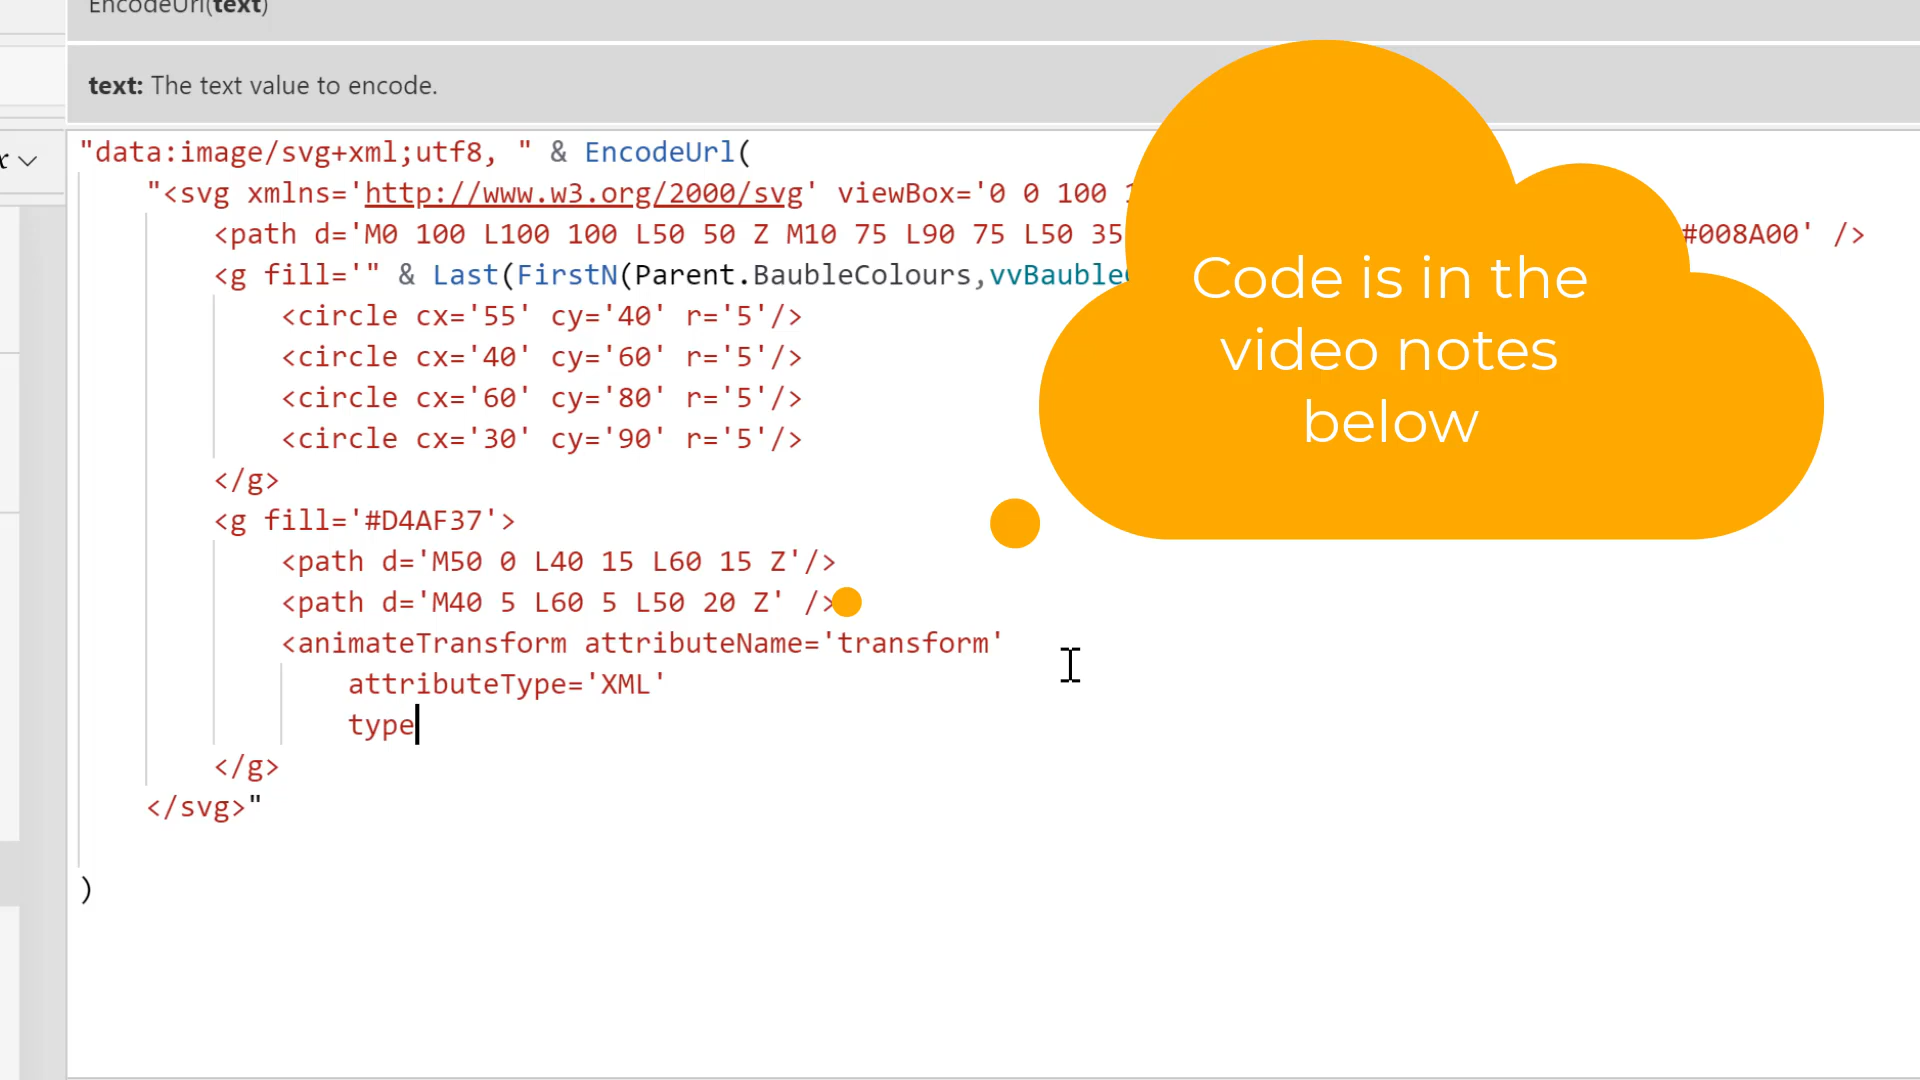 EncodeUrl(text)
text: The text value to encode.
"data:image/svg+xml;utf8, " & EncodeUrl(
"<svg xmlns='http://www.w3.org/2000/svg' viewBox='0 0 100
<path d='M0 100 L100 100 L50 50 Z M10 75 L90 75 L50 35 #008A00' />
<g fill='" & Last(FirstN(Parent.BaubleColours,vvBauble
<circle cx='55' cy='40' r='5'/>
<circle cx='40' cy='60' r='5'/>
<circle cx='60' cy='80' r='5'/>
<circle cx='30' cy='90' r='5'/>
</g>
<g fill='#D4AF37'>
<path d='M50 0 L40 15 L60 15 Z'/>
<path d='M40 5 L60 5 L50 20 Z' />
<animateTransform attributeName='transform'
attributeType='XML'
type
</g>
</svg>"
)
Code is in the
video notes
below